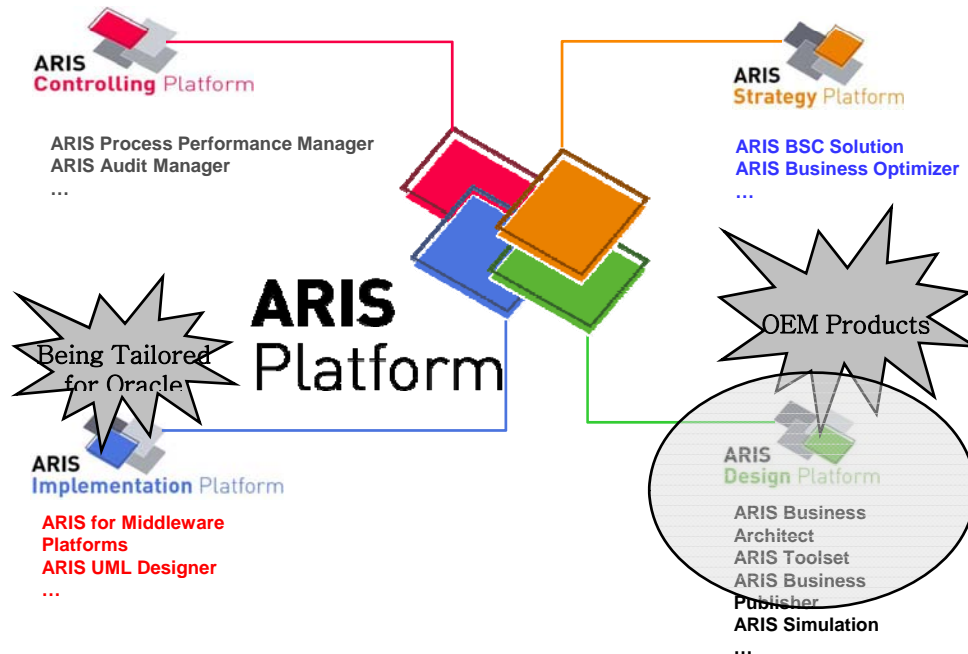 ARIS
Controlling Platform
ARIS Process Performance Manager
ARIS Audit Manager
...
ARIS
Strategy Platform
ARIS BSC Solution
ARIS Business Optimizer
...
ARIS
Platform
Being Tailored
for Oracle
OEM Products
ARIS
Implementation Platform
ARIS for Middleware
Platforms
ARIS UML Designer
...
ARIS
Design Platform
ARIS Business
Architect
ARIS Toolset
ARIS Business
Publisher
ARIS Simulation
...